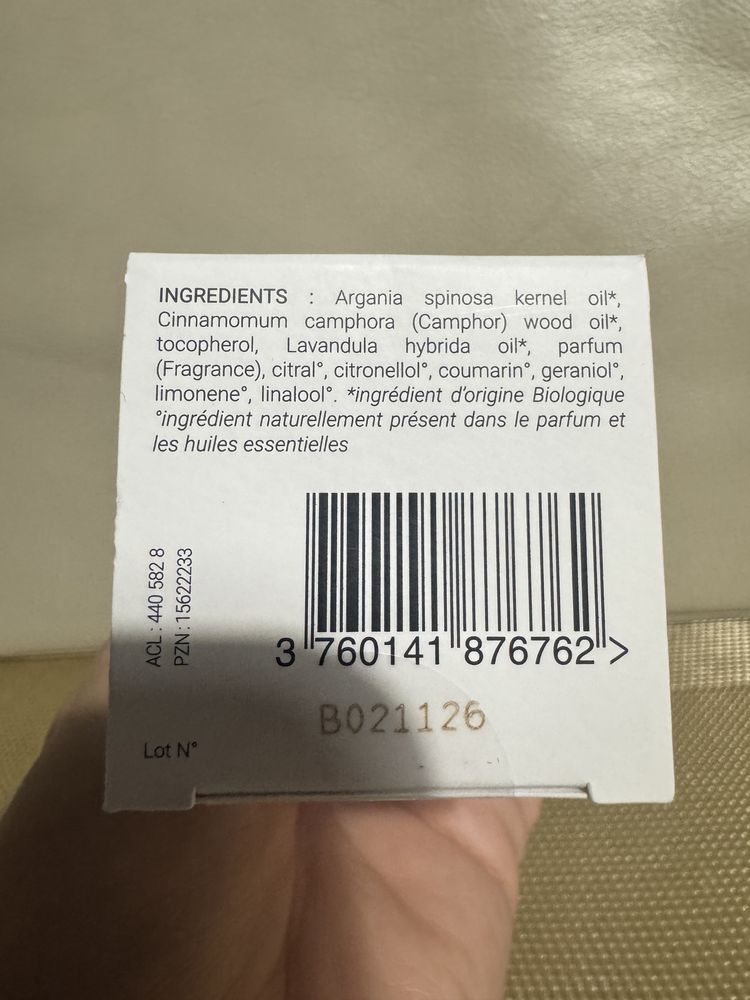 INGREDIENTS : Argania spinosa kernel oil*,
Cinnamomum camphora (Camphor) wood oil*,
tocopherol, Lavandula hybrida oil*, parfum
(Fragrance), citral°, citronellol°, coumarin°, geraniol°,
limonene°, linalool°. *ingrédient d'origine Biologique
°ingrédient naturellement présent dans le parfum et
les huiles essentielles
ACL : 440 582 8
PZN : 15622233
3 760141 876762 >
B021126
Lot N°